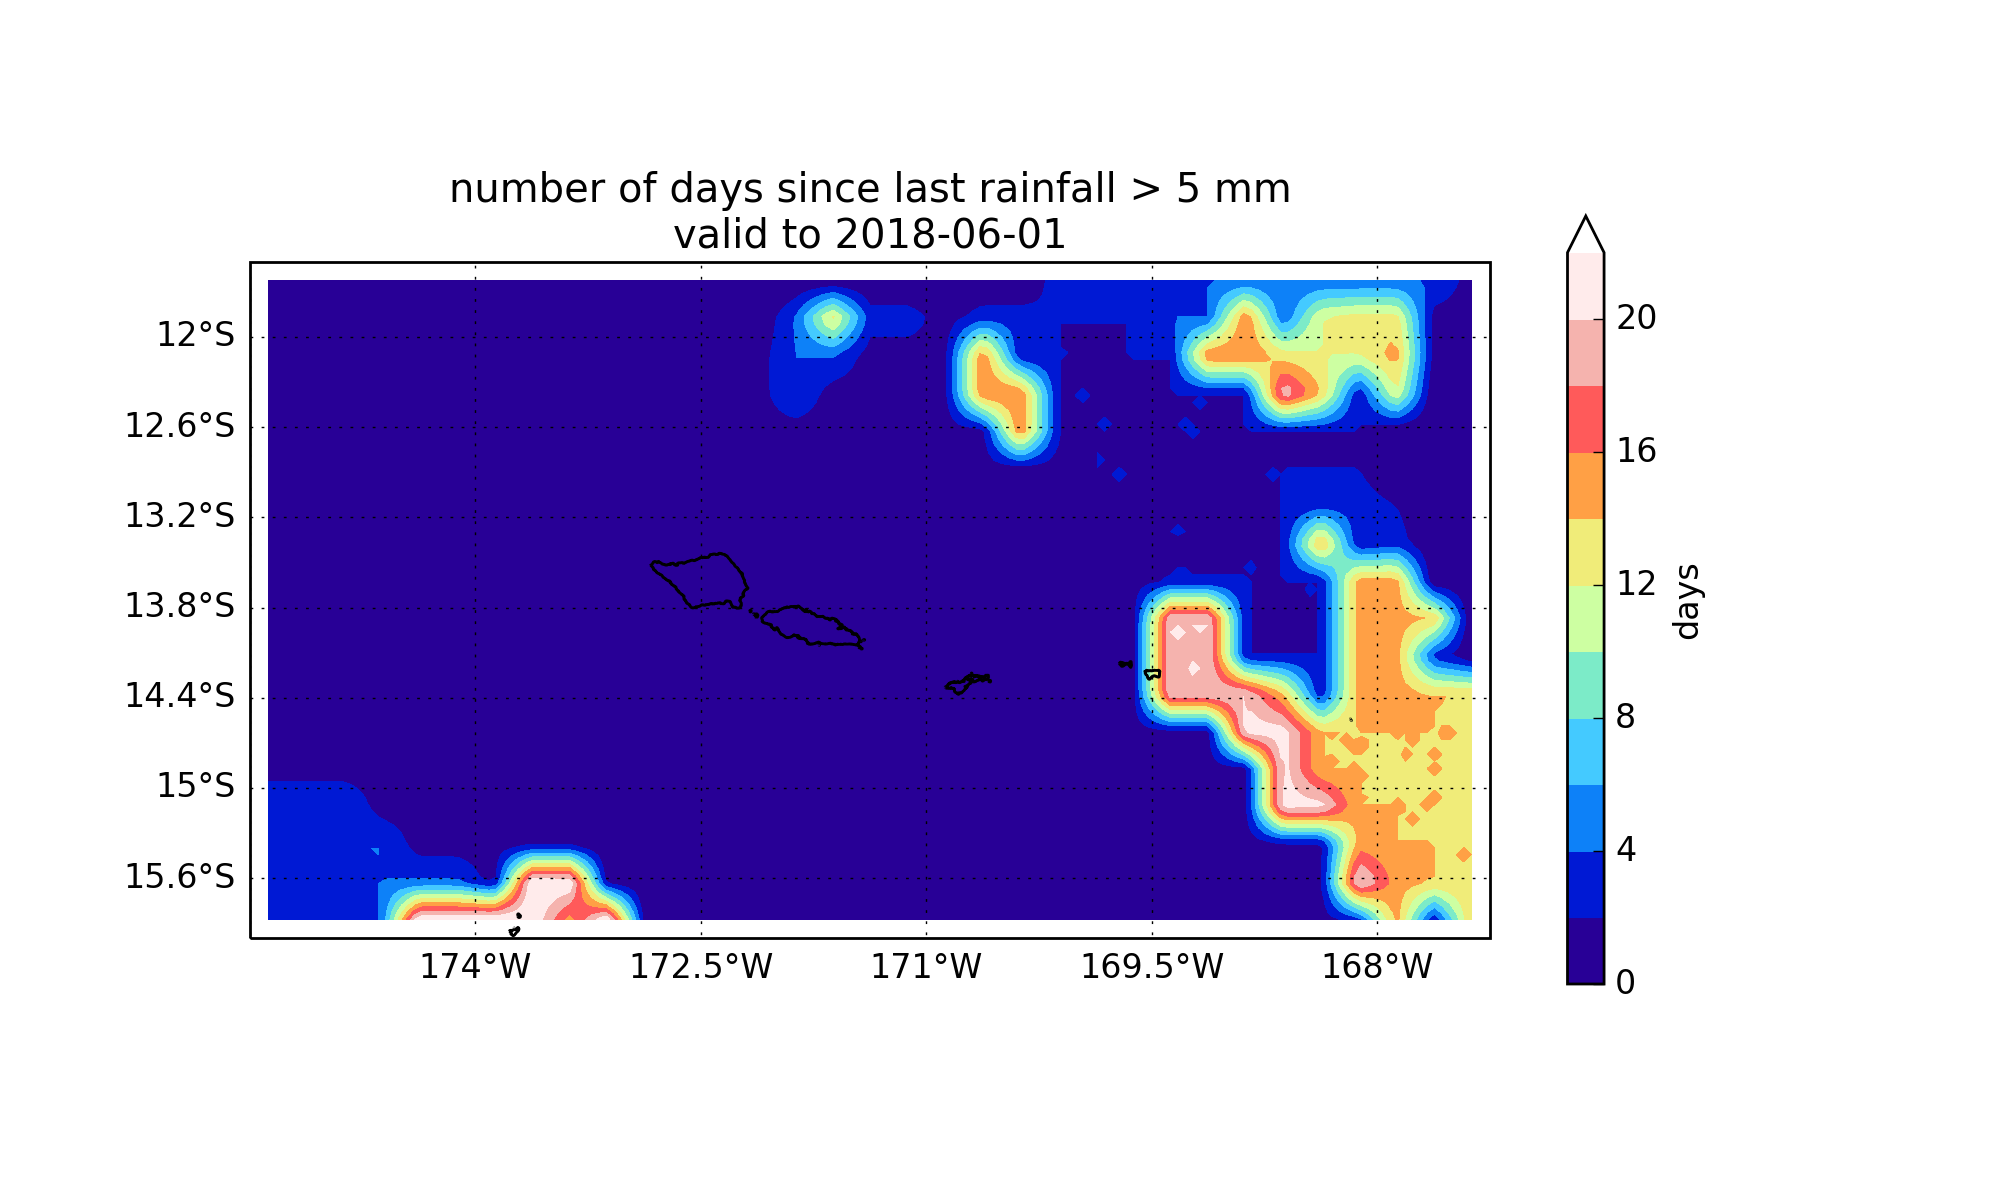 number of days since last rainfall > 5 mm
valid to 2018-06-01
12°S
12.6°S
13.2°S
13.8°S
14.4°S
15°S
15.6°S
174°W 172.5°W 171°W 169.5°W 168°W
20
16
12
8
4
0
days